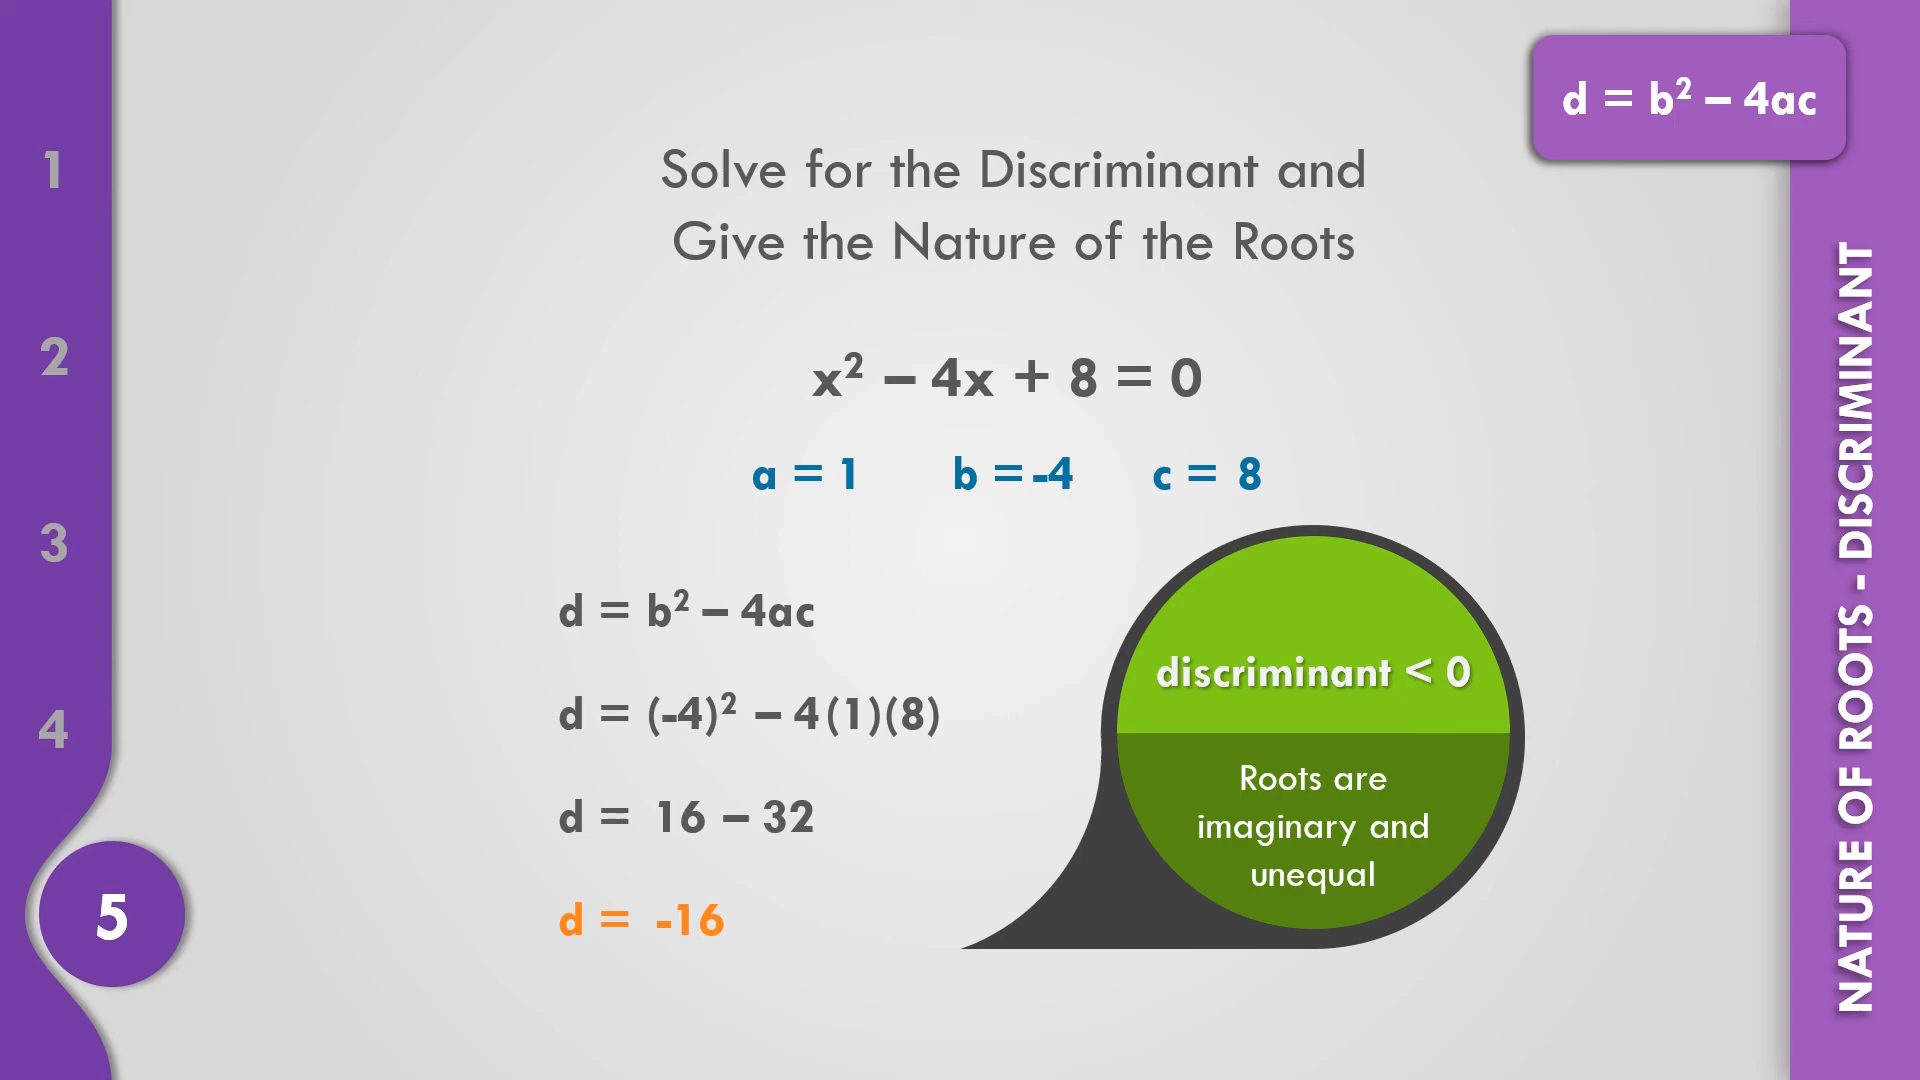 d = b² – 4ac
Solve for the Discriminant and
Give the Nature of the Roots
x² – 4x + 8 = 0
a = 1 b = -4 c = 8
d = b² – 4ac
d = (-4)² – 4(1)(8)
d = 16 – 32
d = -16
discriminant < 0
Roots are
imaginary and
unequal
1
2
3
4
5
NATURE OF ROOTS - DISCRIMINANT